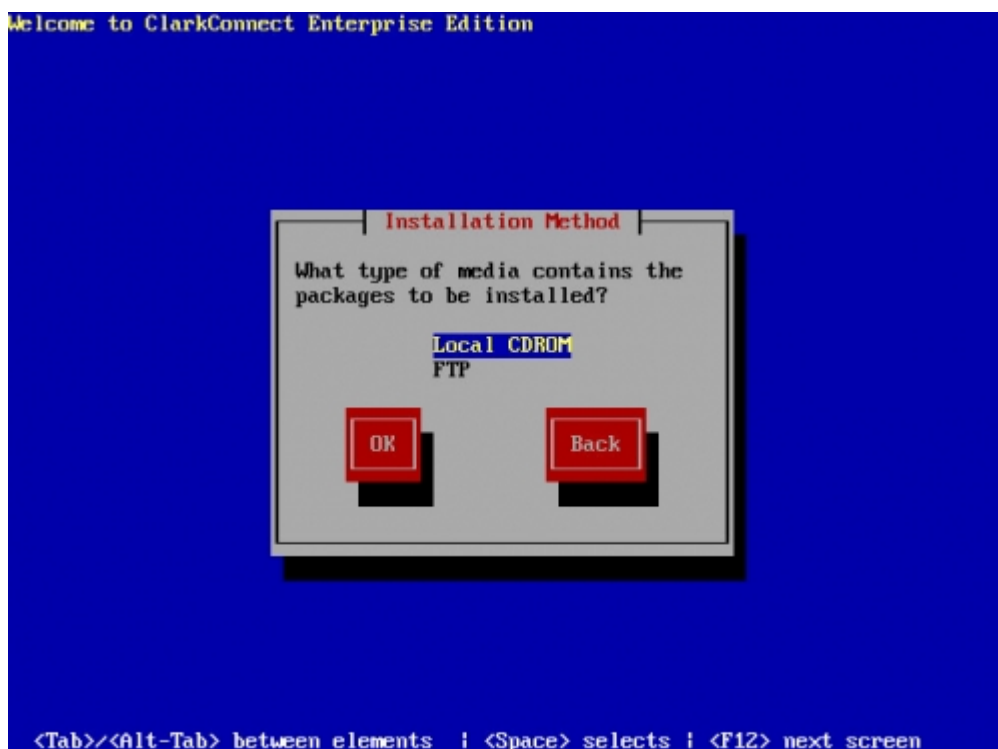 Welcome to ClarkConnect Enterprise Edition
Installation Method
What type of media contains the
packages to be installed?
Local CDROM
FTP
OK
Back
<Tab>/<Alt-Tab> between elements | <Space> selects | <F12> next screen